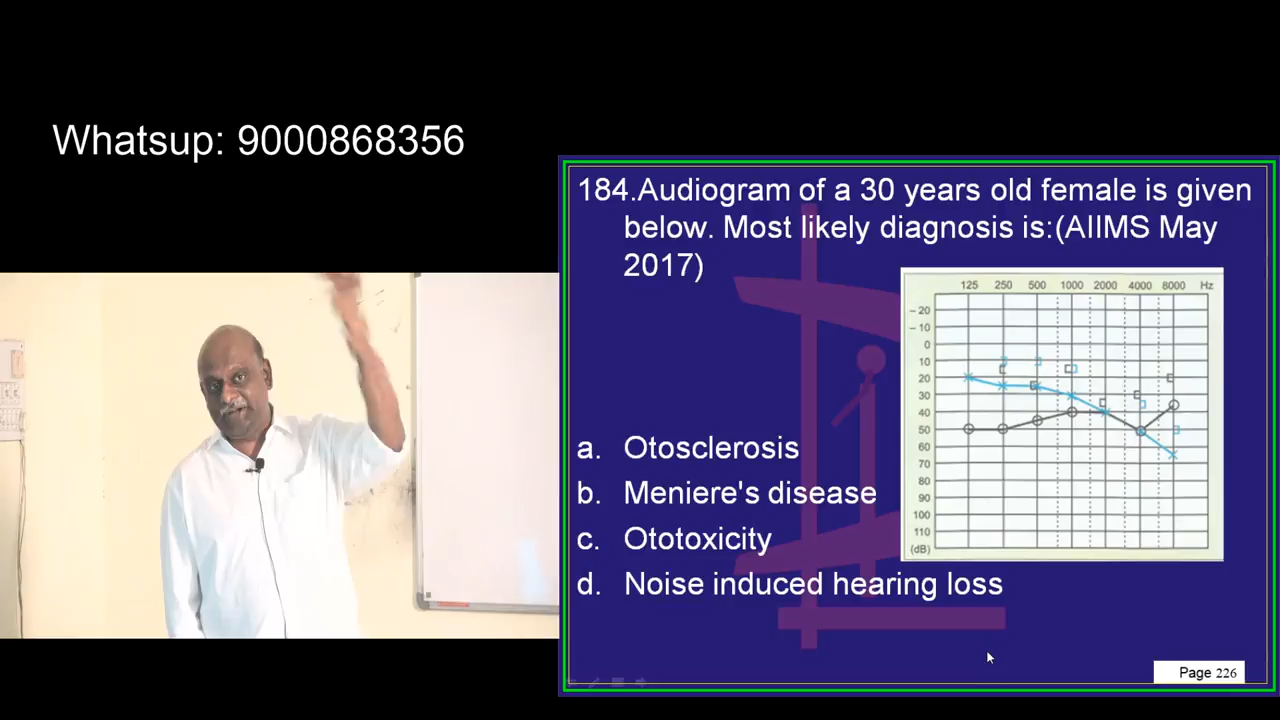 Whatsup: 9000868356
184.Audiogram of a 30 years old female is given
below. Most likely diagnosis is:(AIIMS May
2017)
125 250 500 1000 2000 4000 8000 Hz
– 20
– 10
0
10
20
30
40
50
60
70
80
90
100
110
(dB)
a. Otosclerosis
b. Meniere's disease
c. Ototoxicity
d. Noise induced hearing loss
Page 226